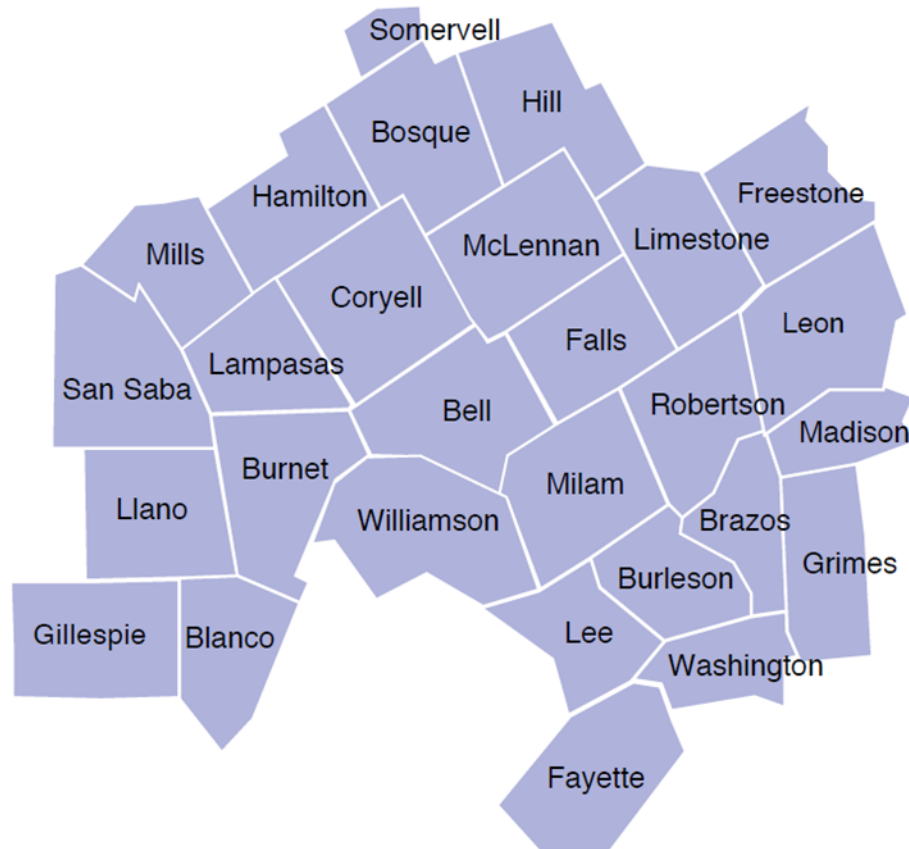 Somervell
Hill
Bosque
Freestone
Hamilton
Limestone
McLennan
Mills
Coryell
Leon
Falls
Lampasas
San Saba
Robertson
Bell
Madison
Burnet
Milam
Llano
Williamson
Brazos
Grimes
Burleson
Gillespie
Blanco
Lee
Washington
Fayette